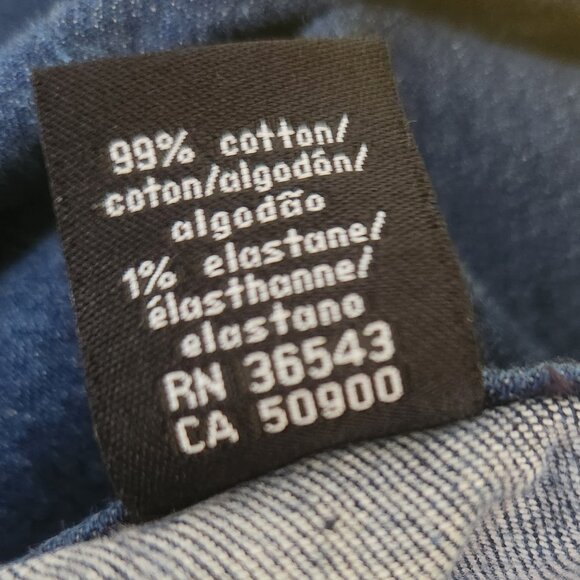 99% cotton/
coton/algodón/
algodão
1% elastane/
élasthanne/
elastano
RN 36543
CA 50900